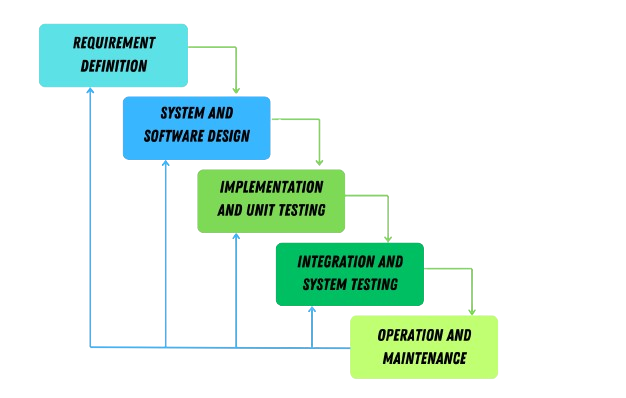 REQUIREMENT
DEFINITION
SYSTEM AND
SOFTWARE DESIGN
IMPLEMENTATION
AND UNIT TESTING
INTEGRATION AND
SYSTEM TESTING
OPERATION AND
MAINTENANCE